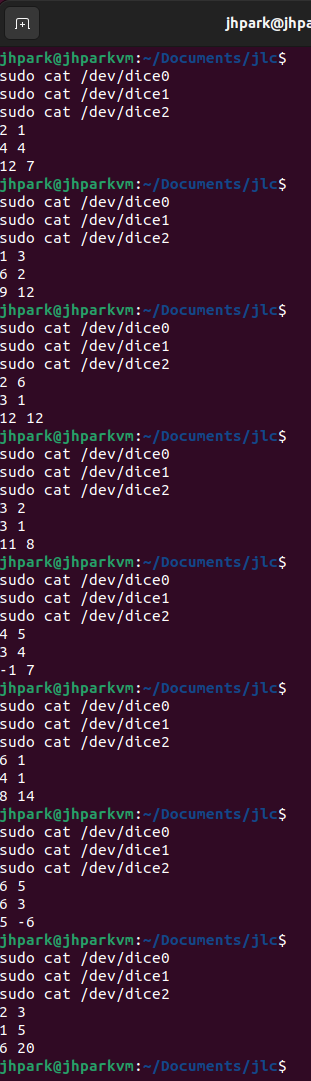 jhpark@jhpa
jhpark@jhparkvm:~/Documents/jlc$
sudo cat /dev/dice0
sudo cat /dev/dice1
sudo cat /dev/dice2
2 1
4 4
12 7
jhpark@jhparkvm:~/Documents/jlc$
sudo cat /dev/dice0
sudo cat /dev/dice1
sudo cat /dev/dice2
1 3
6 2
9 12
jhpark@jhparkvm:~/Documents/jlc$
sudo cat /dev/dice0
sudo cat /dev/dice1
sudo cat /dev/dice2
2 6
3 1
12 12
jhpark@jhparkvm:~/Documents/jlc$
sudo cat /dev/dice0
sudo cat /dev/dice1
sudo cat /dev/dice2
3 2
3 1
11 8
jhpark@jhparkvm:~/Documents/jlc$
sudo cat /dev/dice0
sudo cat /dev/dice1
sudo cat /dev/dice2
4 5
3 4
-1 7
jhpark@jhparkvm:~/Documents/jlc$
sudo cat /dev/dice0
sudo cat /dev/dice1
sudo cat /dev/dice2
6 1
4 1
8 14
jhpark@jhparkvm:~/Documents/jlc$
sudo cat /dev/dice0
sudo cat /dev/dice1
sudo cat /dev/dice2
6 5
6 3
5 -6
jhpark@jhparkvm:~/Documents/jlc$
sudo cat /dev/dice0
sudo cat /dev/dice1
sudo cat /dev/dice2
2 3
1 5
6 20
jhpark@jhparkvm:~/Documents/jlc$